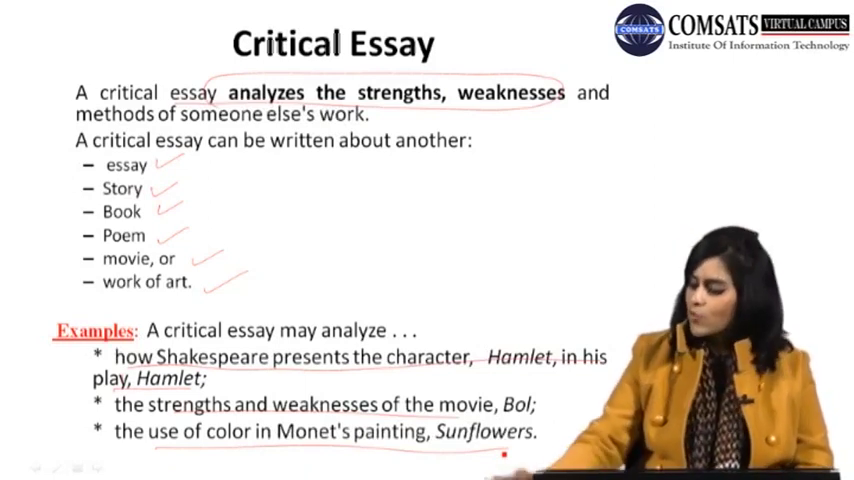 Critical Essay
COMSATS
COMSATS VIRTUAL CAMPUS
Institute Of Information Technology
A critical essay analyzes the strengths, weaknesses and
methods of someone else's work.
A critical essay can be written about another:
– essay
– Story
– Book
– Poem
– movie, or
– work of art.
Examples: A critical essay may analyze . . .
* how Shakespeare presents the character, Hamlet, in his
play, Hamlet;
* the strengths and weaknesses of the movie, Bol;
* the use of color in Monet's painting, Sunflowers.